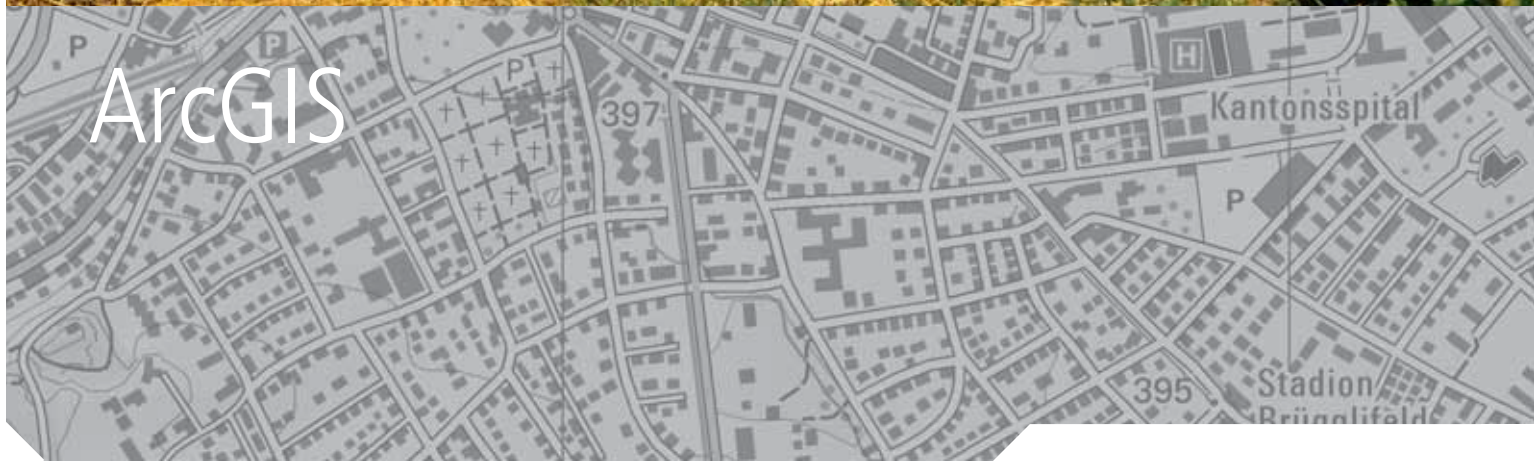 P
P
ArcGIS
P
397
H
Kantonsspital
P
395
Stadion
Brügglifeld